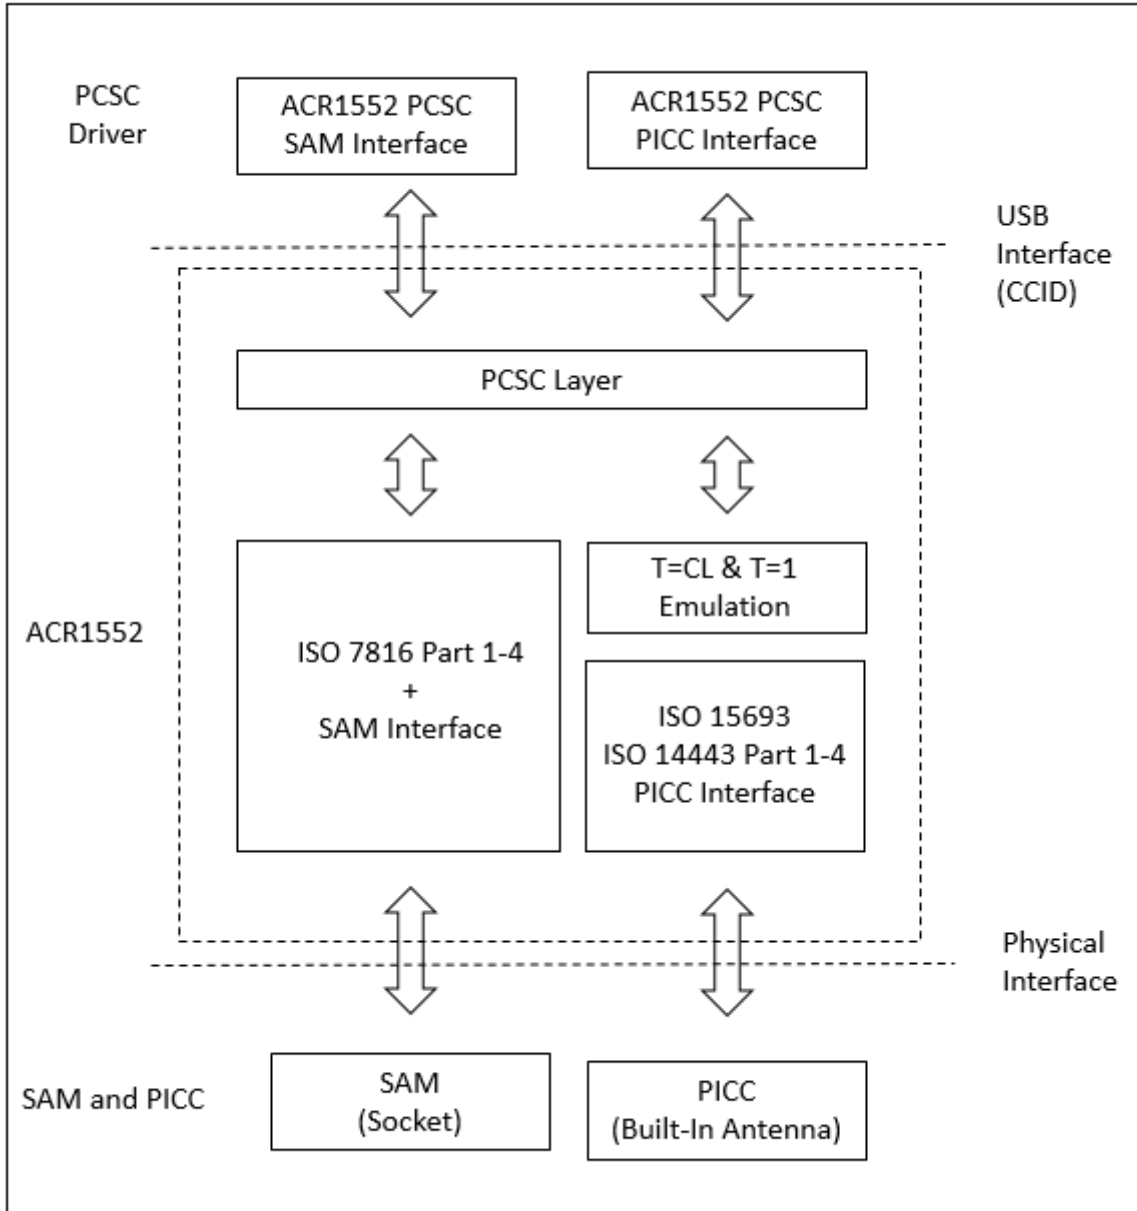 PCSC
Driver
ACR1552 PCSC
SAM Interface
ACR1552 PCSC
PICC Interface
USB
Interface
(CCID)
PCSC Layer
ACR1552
ISO 7816 Part 1-4
+
SAM Interface
T=CL & T=1
Emulation
ISO 15693
ISO 14443 Part 1-4
PICC Interface
Physical
Interface
SAM and PICC
SAM
(Socket)
PICC
(Built-In Antenna)